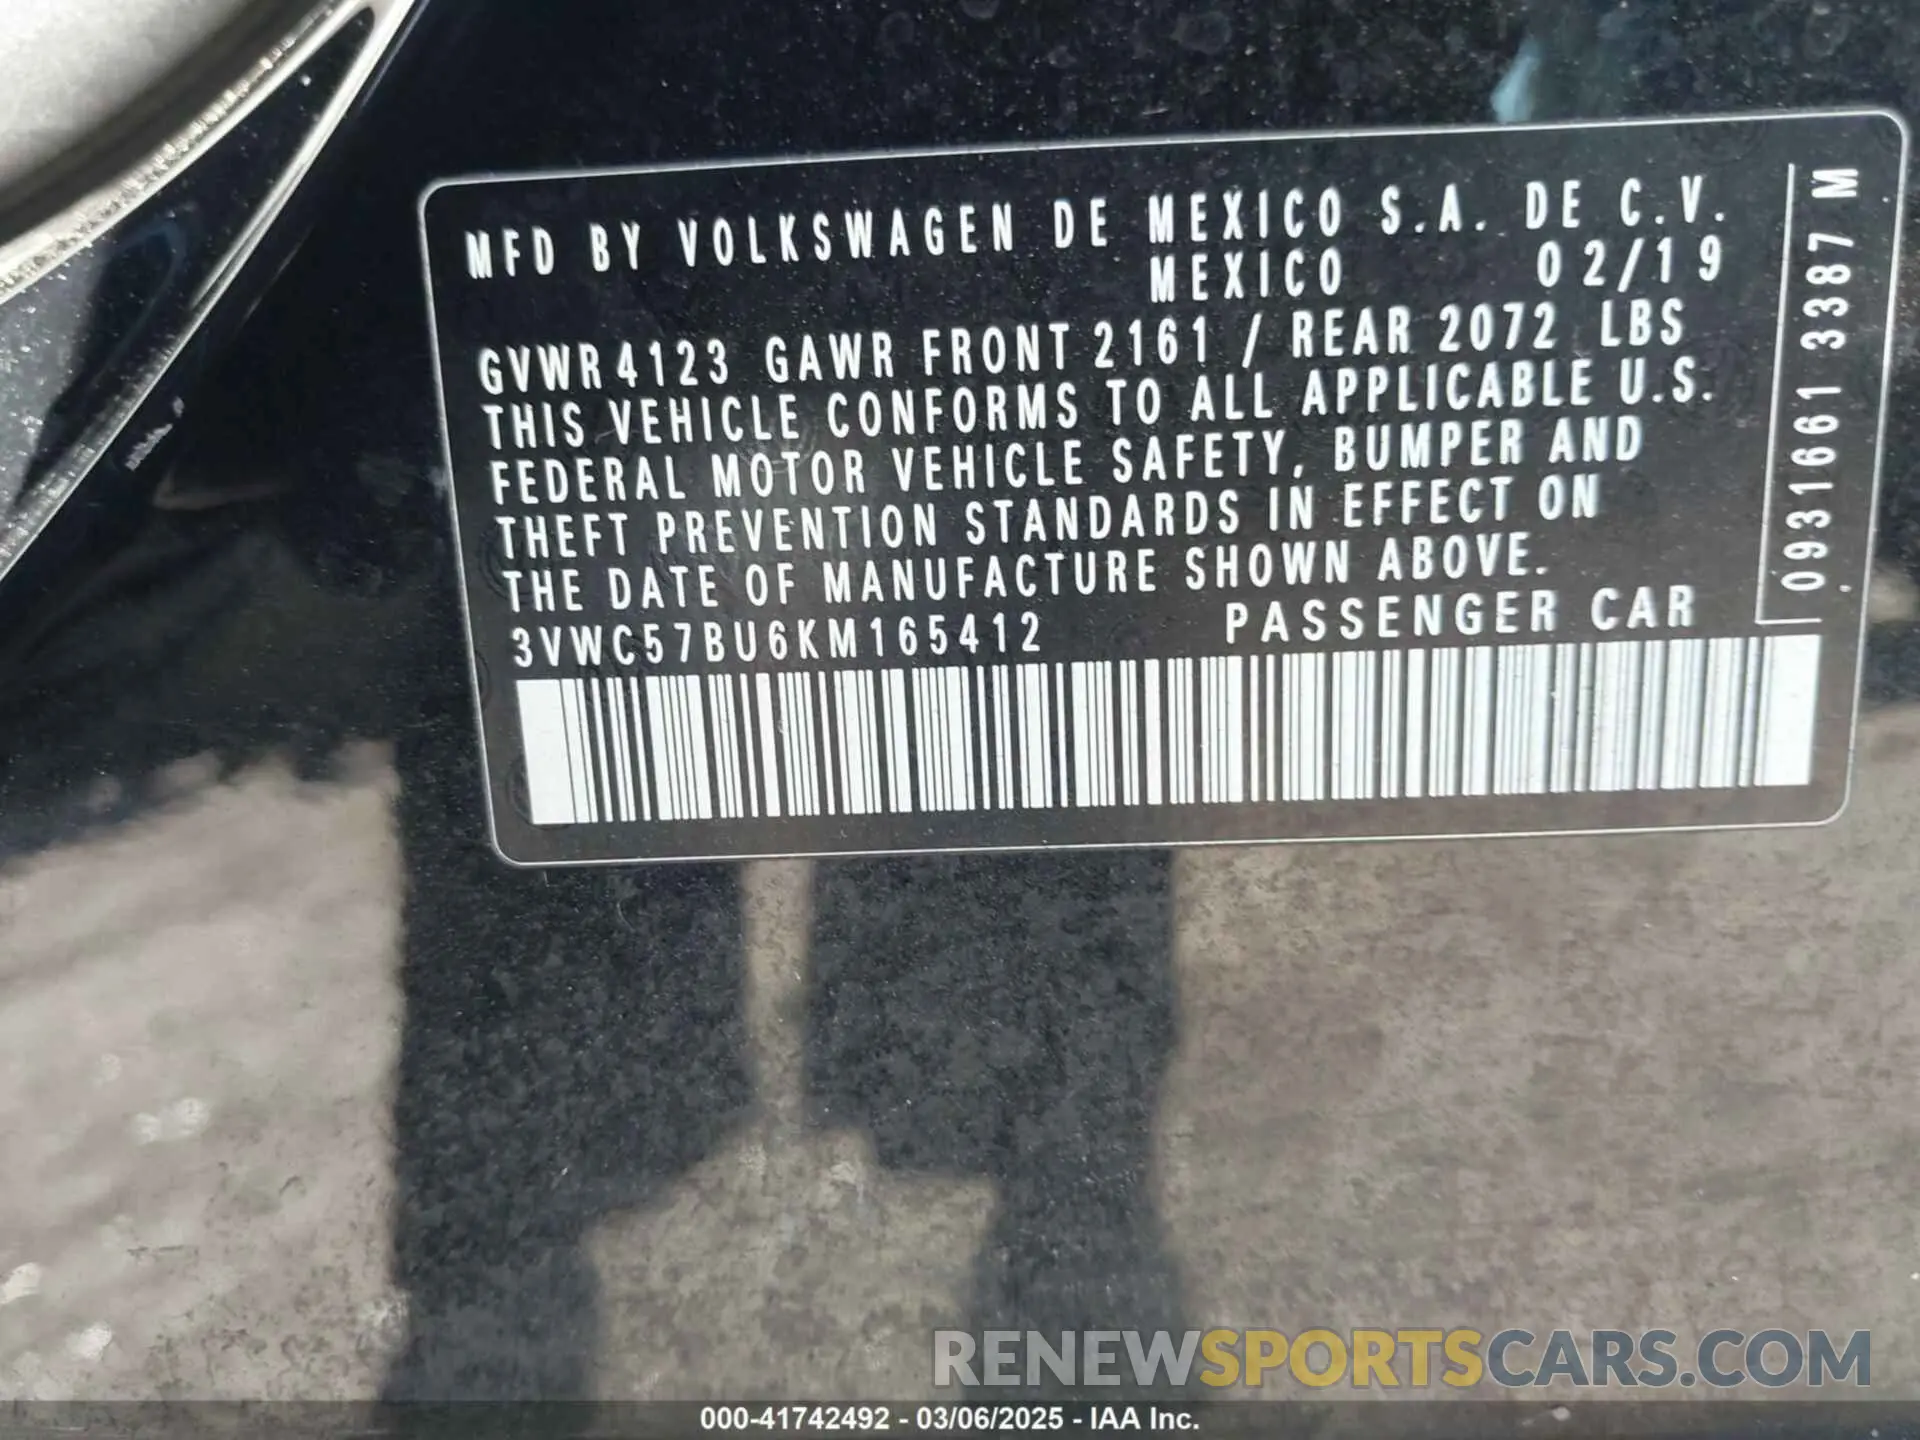 MFD BY VOLKSWAGEN DE MEXICO S.A. DE C.V.
MEXICO 02/19
GVWR 4123 GAWR FRONT 2161 / REAR 2072 LBS
THIS VEHICLE CONFORMS TO ALL APPLICABLE U.S.
FEDERAL MOTOR VEHICLE SAFETY, BUMPER AND
THEFT PREVENTION STANDARDS IN EFFECT ON
THE DATE OF MANUFACTURE SHOWN ABOVE.
3VWC57BU6KM165412 PASSENGER CAR
0931661 3387 M
RENEWSPORTSCARS.COM
000-41742492 - 03/06/2025 - IAA Inc.